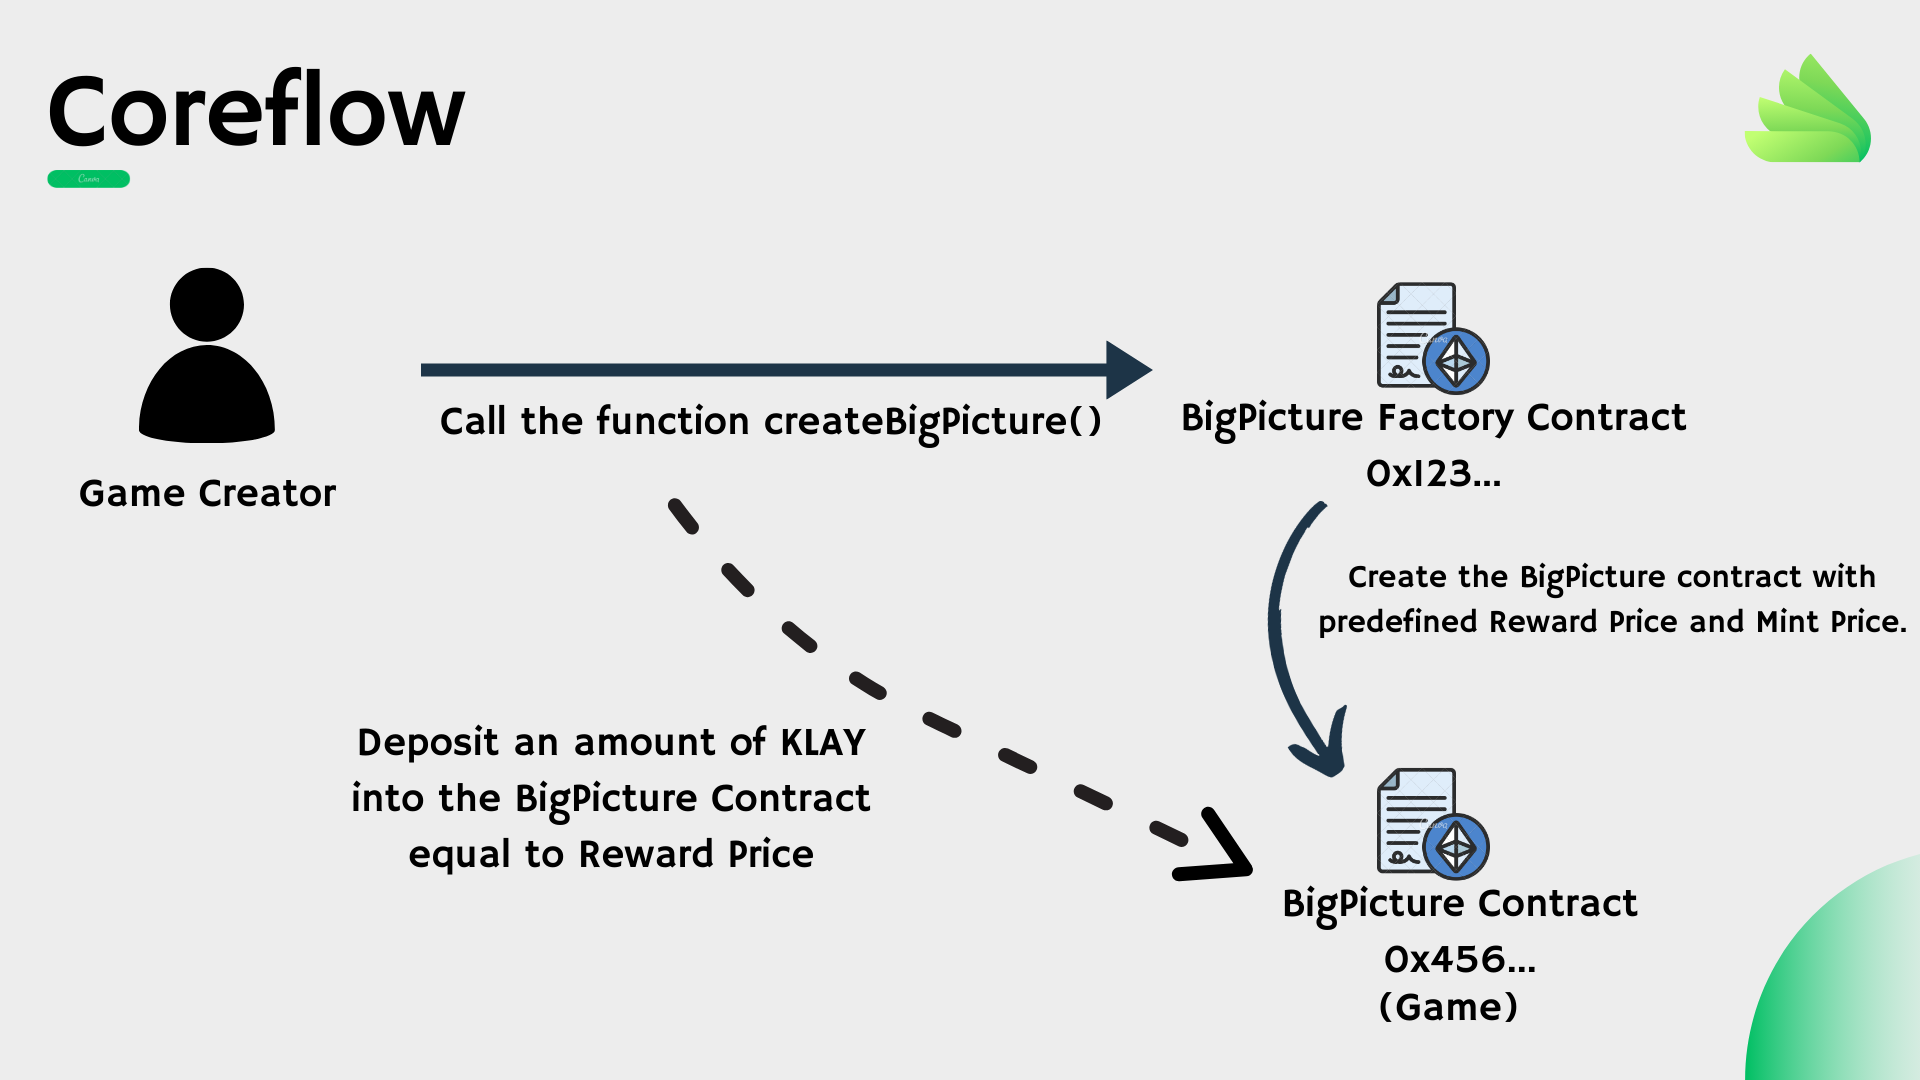 Coreflow
Canva
Call the function createBigPicture()
Game Creator
BigPicture Factory Contract
0x123...
Create the BigPicture contract with
predefined Reward Price and Mint Price.
Deposit an amount of KLAY
into the BigPicture Contract
equal to Reward Price
BigPicture Contract
0x456...
(Game)